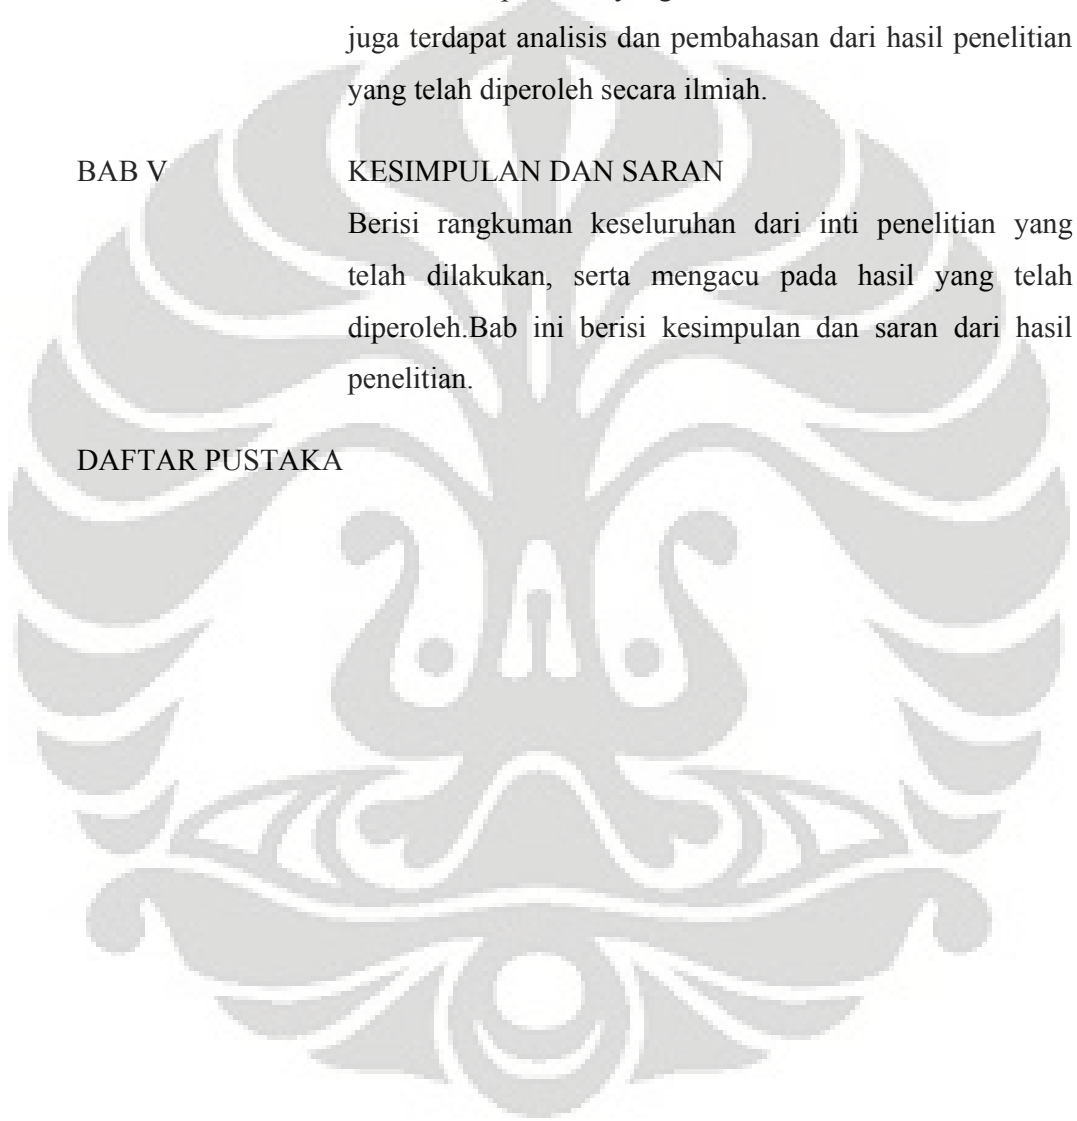 juga terdapat analisis dan pembahasan dari hasil penelitian
yang telah diperoleh secara ilmiah.
BAB V KESIMPULAN DAN SARAN
Berisi rangkuman keseluruhan dari inti penelitian yang
telah dilakukan, serta mengacu pada hasil yang telah
diperoleh.Bab ini berisi kesimpulan dan saran dari hasil
penelitian.
DAFTAR PUSTAKA